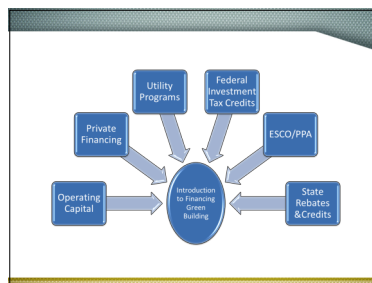 Federal
Investment
Tax Credits
Utility
Programs
Private
Financing
ESCO/PPA
Operating
Capital
Introduction
to Financing
Green
Building
State
Rebates
&Credits